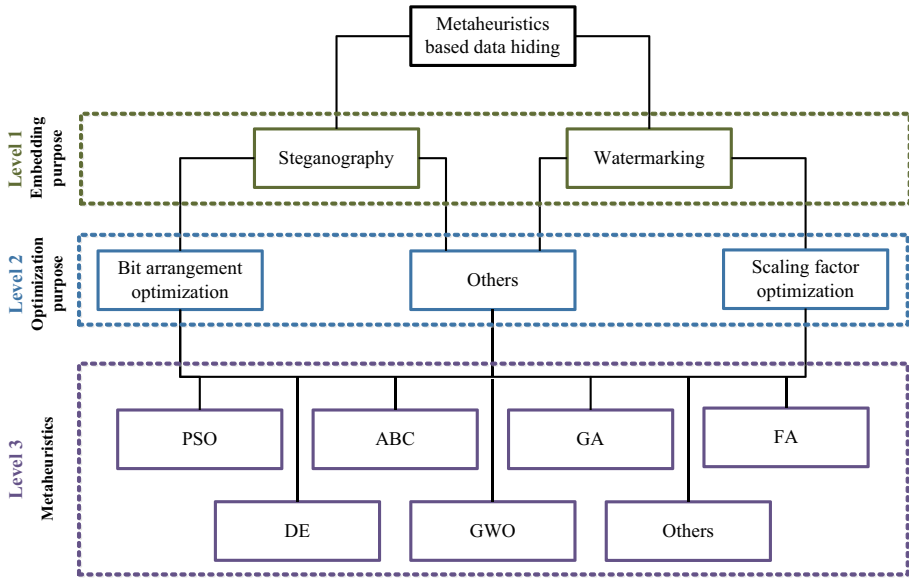 Metaheuristics
based data hiding
Level 1
Embedding
purpose
Steganography
Watermarking
Level 2
Optimization
purpose
Bit arrangement
optimization
Others
Scaling factor
optimization
Level 3
Metaheuristics
PSO
ABC
GA
FA
DE
GWO
Others